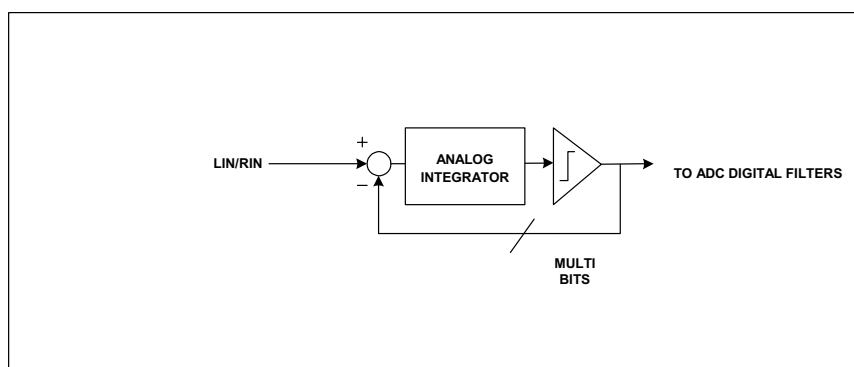 +
LIN/RIN
−
ANALOG
INTEGRATOR
TO ADC DIGITAL FILTERS
MULTI
BITS